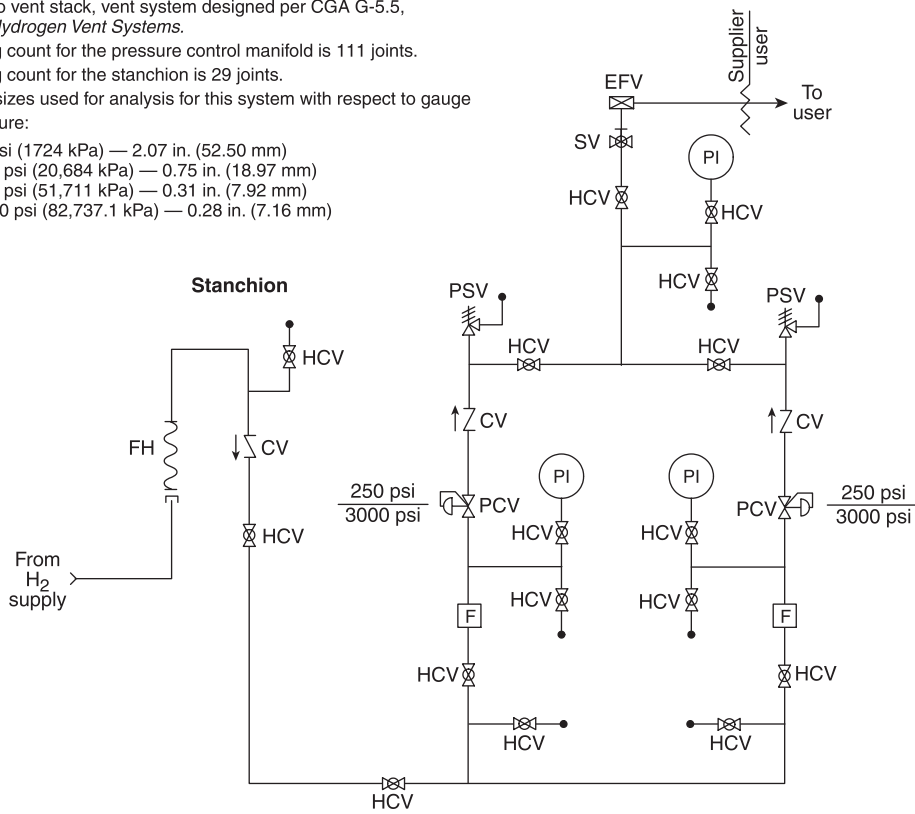 o vent stack, vent system designed per CGA G-5.5,
ydrogen Vent Systems.
g count for the pressure control manifold is 111 joints.
g count for the stanchion is 29 joints.
sizes used for analysis for this system with respect to gauge
ure:
si (1724 kPa) — 2.07 in. (52.50 mm)
psi (20,684 kPa) — 0.75 in. (18.97 mm)
psi (51,711 kPa) — 0.31 in. (7.92 mm)
0 psi (82,737.1 kPa) — 0.28 in. (7.16 mm)
Supplier
user
EFV
To
user
SV
PI
HCV
HCV
HCV
Stanchion
PSV
PSV
HCV
HCV
HCV
FH
CV
CV
CV
PI
PI
250 psi
3000 psi
PCV
PCV
250 psi
3000 psi
HCV
HCV
HCV
From
H2
supply
HCV
HCV
F
F
HCV
HCV
HCV
HCV
HCV